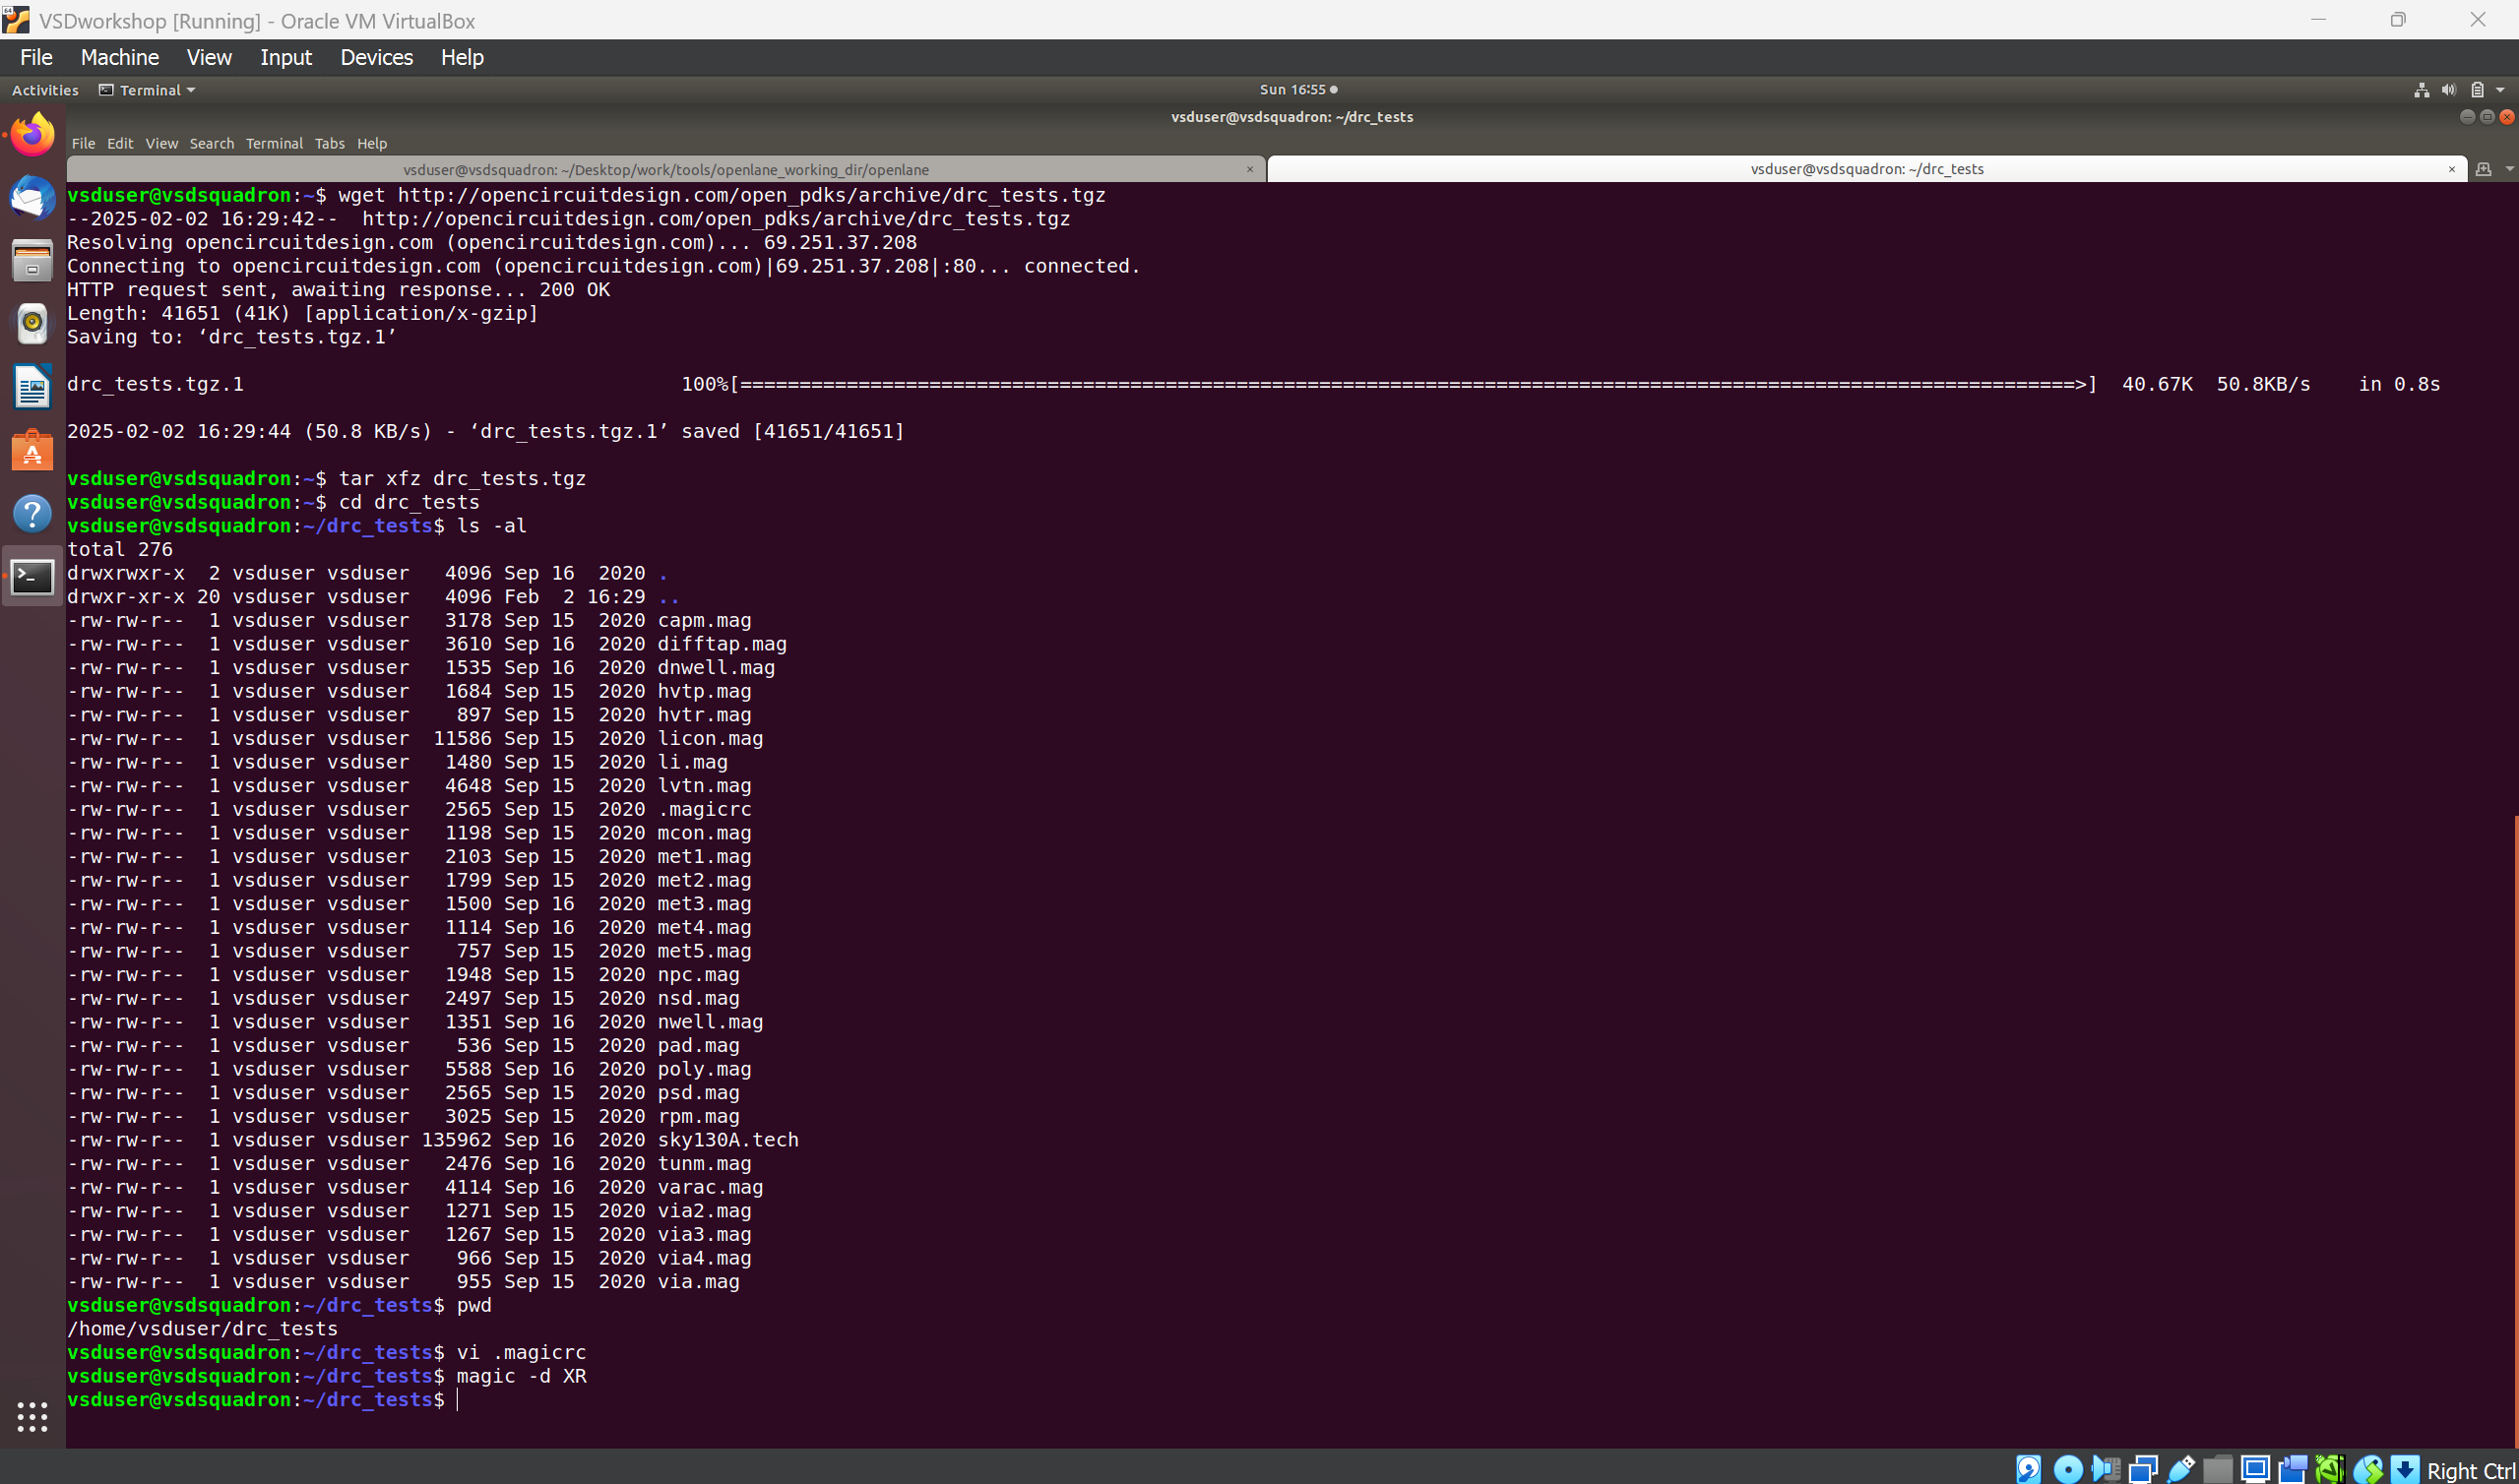 VSDworkshop [Running] - Oracle VM VirtualBox
File Machine View Input Devices Help
Activities Terminal Sun 16:55
vsduser@vsdsquadron: ~/drc_tests
File Edit View Search Terminal Tabs Help
vsduser@vsdsquadron: ~/Desktop/work/tools/openlane_working_dir/openlane × vsduser@vsdsquadron: ~/drc_tests ×
vsduser@vsdsquadron:~$ wget http://opencircuitdesign.com/open_pdks/archive/drc_tests.tgz
--2025-02-02 16:29:42--  http://opencircuitdesign.com/open_pdks/archive/drc_tests.tgz
Resolving opencircuitdesign.com (opencircuitdesign.com)... 69.251.37.208
Connecting to opencircuitdesign.com (opencircuitdesign.com)|69.251.37.208|:80... connected.
HTTP request sent, awaiting response... 200 OK
Length: 41651 (41K) [application/x-gzip]
Saving to: ‘drc_tests.tgz.1’
drc_tests.tgz.1 100%[=================================================================================================================>] 40.67K 50.8KB/s in 0.8s
2025-02-02 16:29:44 (50.8 KB/s) - ‘drc_tests.tgz.1’ saved [41651/41651]
vsduser@vsdsquadron:~$ tar xfz drc_tests.tgz
vsduser@vsdsquadron:~$ cd drc_tests
vsduser@vsdsquadron:~/drc_tests$ ls -al
total 276
drwxrwxr-x  2 vsduser vsduser   4096 Sep 16  2020 .
drwxr-xr-x 20 vsduser vsduser   4096 Feb  2 16:29 ..
-rw-rw-r--  1 vsduser vsduser   3178 Sep 15  2020 capm.mag
-rw-rw-r--  1 vsduser vsduser   3610 Sep 16  2020 difftap.mag
-rw-rw-r--  1 vsduser vsduser   1535 Sep 16  2020 dnwell.mag
-rw-rw-r--  1 vsduser vsduser   1684 Sep 15  2020 hvtp.mag
-rw-rw-r--  1 vsduser vsduser    897 Sep 15  2020 hvtr.mag
-rw-rw-r--  1 vsduser vsduser  11586 Sep 15  2020 licon.mag
-rw-rw-r--  1 vsduser vsduser   1480 Sep 15  2020 li.mag
-rw-rw-r--  1 vsduser vsduser   4648 Sep 15  2020 lvtn.mag
-rw-rw-r--  1 vsduser vsduser   2565 Sep 15  2020 .magicrc
-rw-rw-r--  1 vsduser vsduser   1198 Sep 15  2020 mcon.mag
-rw-rw-r--  1 vsduser vsduser   2103 Sep 15  2020 met1.mag
-rw-rw-r--  1 vsduser vsduser   1799 Sep 15  2020 met2.mag
-rw-rw-r--  1 vsduser vsduser   1500 Sep 16  2020 met3.mag
-rw-rw-r--  1 vsduser vsduser   1114 Sep 16  2020 met4.mag
-rw-rw-r--  1 vsduser vsduser    757 Sep 15  2020 met5.mag
-rw-rw-r--  1 vsduser vsduser   1948 Sep 15  2020 npc.mag
-rw-rw-r--  1 vsduser vsduser   2497 Sep 15  2020 nsd.mag
-rw-rw-r--  1 vsduser vsduser   1351 Sep 16  2020 nwell.mag
-rw-rw-r--  1 vsduser vsduser    536 Sep 15  2020 pad.mag
-rw-rw-r--  1 vsduser vsduser   5588 Sep 16  2020 poly.mag
-rw-rw-r--  1 vsduser vsduser   2565 Sep 15  2020 psd.mag
-rw-rw-r--  1 vsduser vsduser   3025 Sep 15  2020 rpm.mag
-rw-rw-r--  1 vsduser vsduser 135962 Sep 16  2020 sky130A.tech
-rw-rw-r--  1 vsduser vsduser   2476 Sep 16  2020 tunm.mag
-rw-rw-r--  1 vsduser vsduser   4114 Sep 16  2020 varac.mag
-rw-rw-r--  1 vsduser vsduser   1271 Sep 15  2020 via2.mag
-rw-rw-r--  1 vsduser vsduser   1267 Sep 15  2020 via3.mag
-rw-rw-r--  1 vsduser vsduser    966 Sep 15  2020 via4.mag
-rw-rw-r--  1 vsduser vsduser    955 Sep 15  2020 via.mag
vsduser@vsdsquadron:~/drc_tests$ pwd
/home/vsduser/drc_tests
vsduser@vsdsquadron:~/drc_tests$ vi .magicrc
vsduser@vsdsquadron:~/drc_tests$ magic -d XR
vsduser@vsdsquadron:~/drc_tests$
Right Ctrl